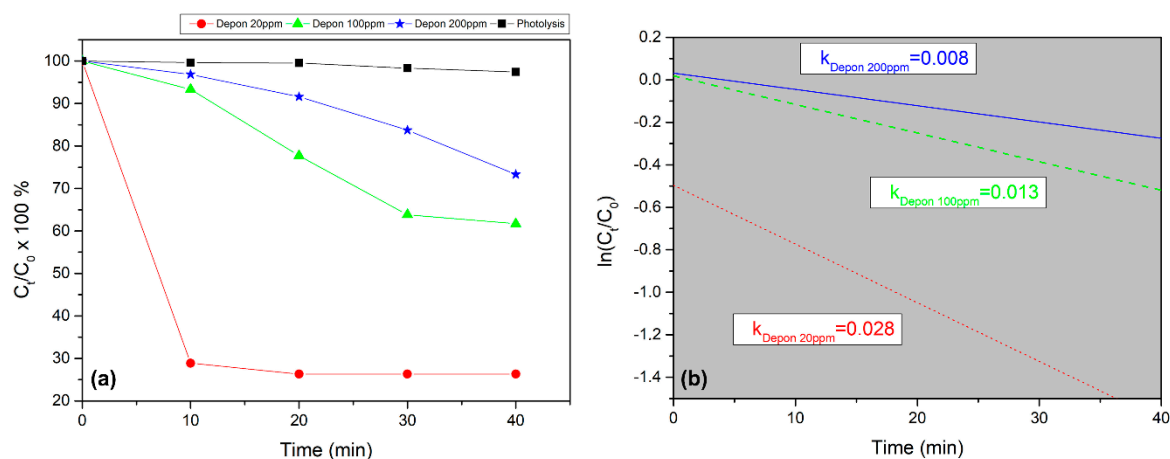 Depon 20ppm Depon 100ppm Depon 200ppm Photolysis
100
90
80
70
60
50
40
30
20
0 10 20 30 40
Ct/C0 x 100 %
Time (min)
(a)
0.2
0.0
-0.2
-0.4
-0.6
-0.8
-1.0
-1.2
-1.4
0 10 20 30 40
ln(Ct/C0)
Time (min)
kDepon 200ppm=0.008
kDepon 100ppm=0.013
kDepon 20ppm=0.028
(b)